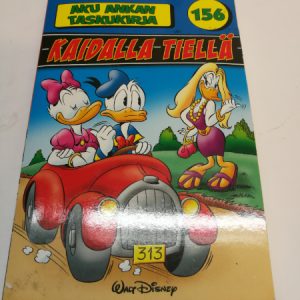 AKU ANKAN
TASKUKIRJA
156
KAIDALLA TIELLÄ
313
WALT DISNEY